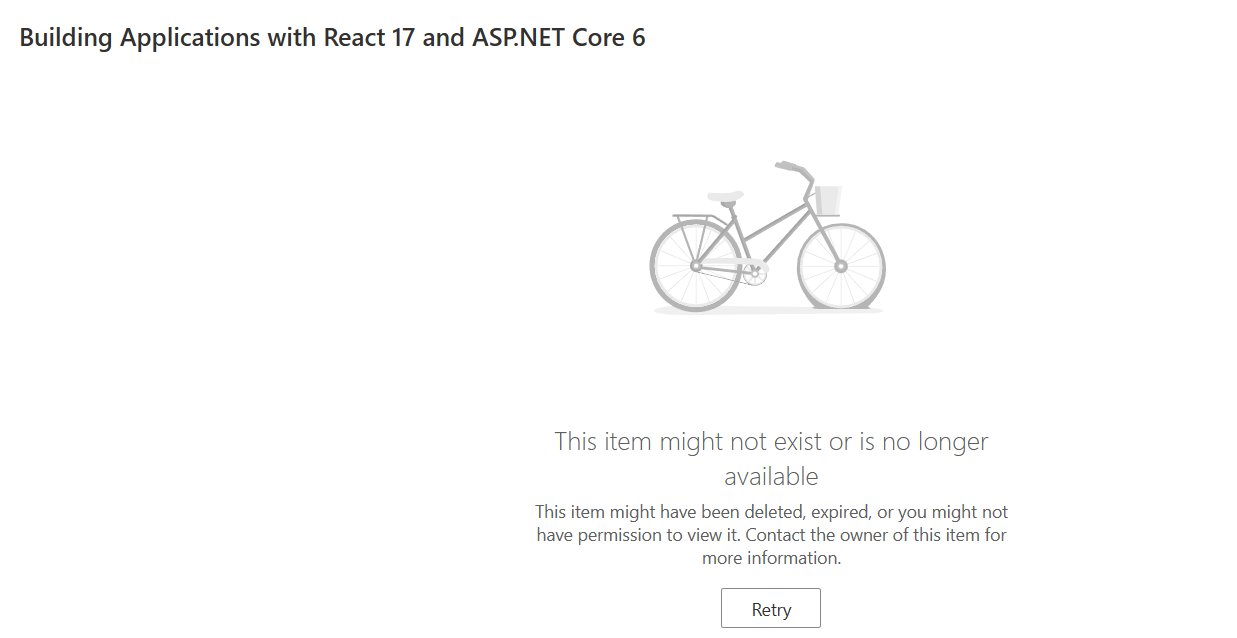 Building Applications with React 17 and ASP.NET Core 6
This item might not exist or is no longer
available
This item might have been deleted, expired, or you might not
have permission to view it. Contact the owner of this item for
more information.
Retry